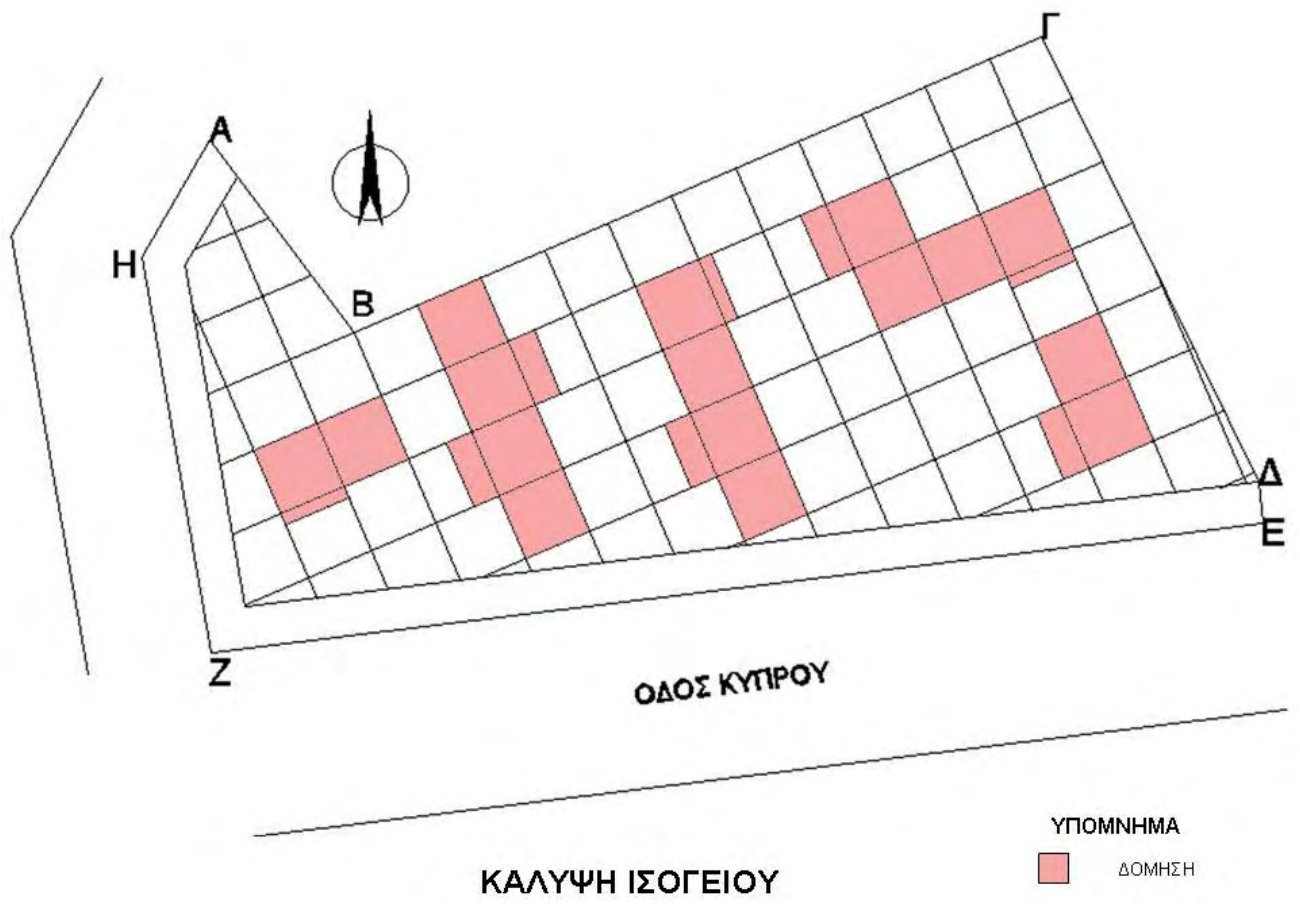 Γ
Α
Η
Β
Δ
Ε
Ζ
ΟΔΟΣ ΚΥΠΡΟΥ
ΥΠΟΜΝΗΜΑ
ΔΟΜΗΣΗ
ΚΑΛΥΨΗ ΙΣΟΓΕΙΟΥ